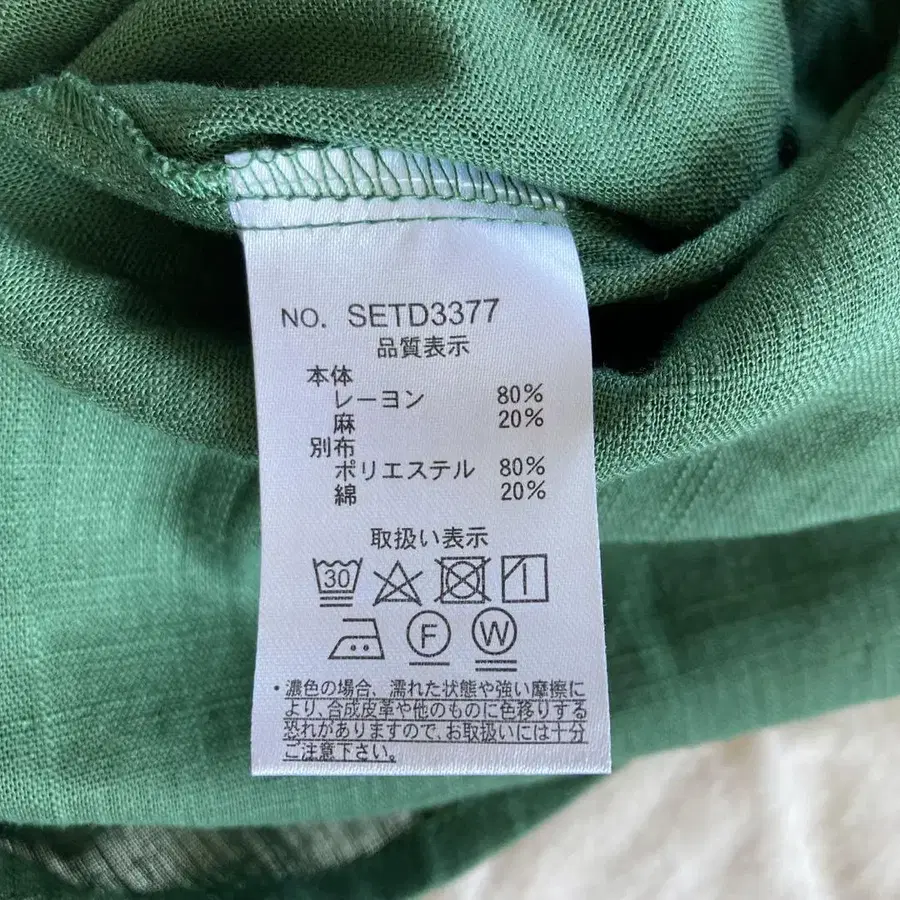 NO. SETD3377
品質表示
本体
レーヨン 80%
麻 20%
別布
ポリエステル 80%
綿 20%
取扱い表示
30
F W
・濃色の場合、濡れた状態や強い摩擦に
より、合成皮革や他のものに色移りする
恐れがありますので、お取扱いには十分
ご注意下さい。